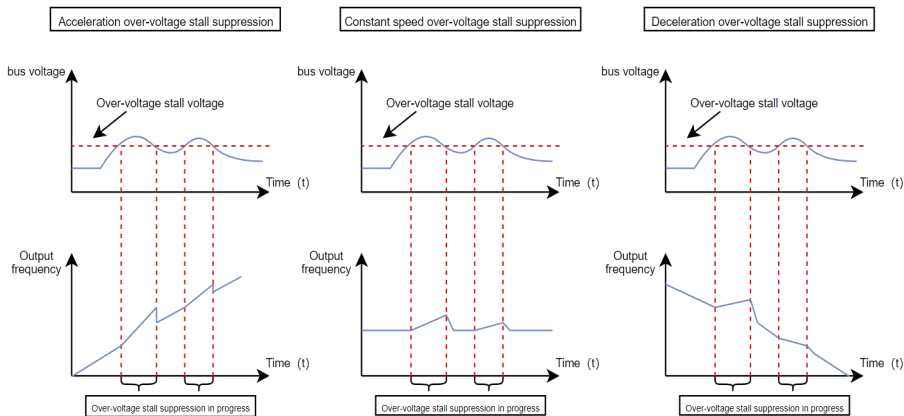 Acceleration over-voltage stall suppression
bus voltage
Over-voltage stall voltage
Time (t)
Output
frequency
Time (t)
Over-voltage stall suppression in progress
Constant speed over-voltage stall suppression
bus voltage
Over-voltage stall voltage
Time (t)
Output
frequency
Time (t)
Over-voltage stall suppression in progress
Deceleration over-voltage stall suppression
bus voltage
Over-voltage stall voltage
Time (t)
Output
frequency
Time (t)
Over-voltage stall suppression in progress